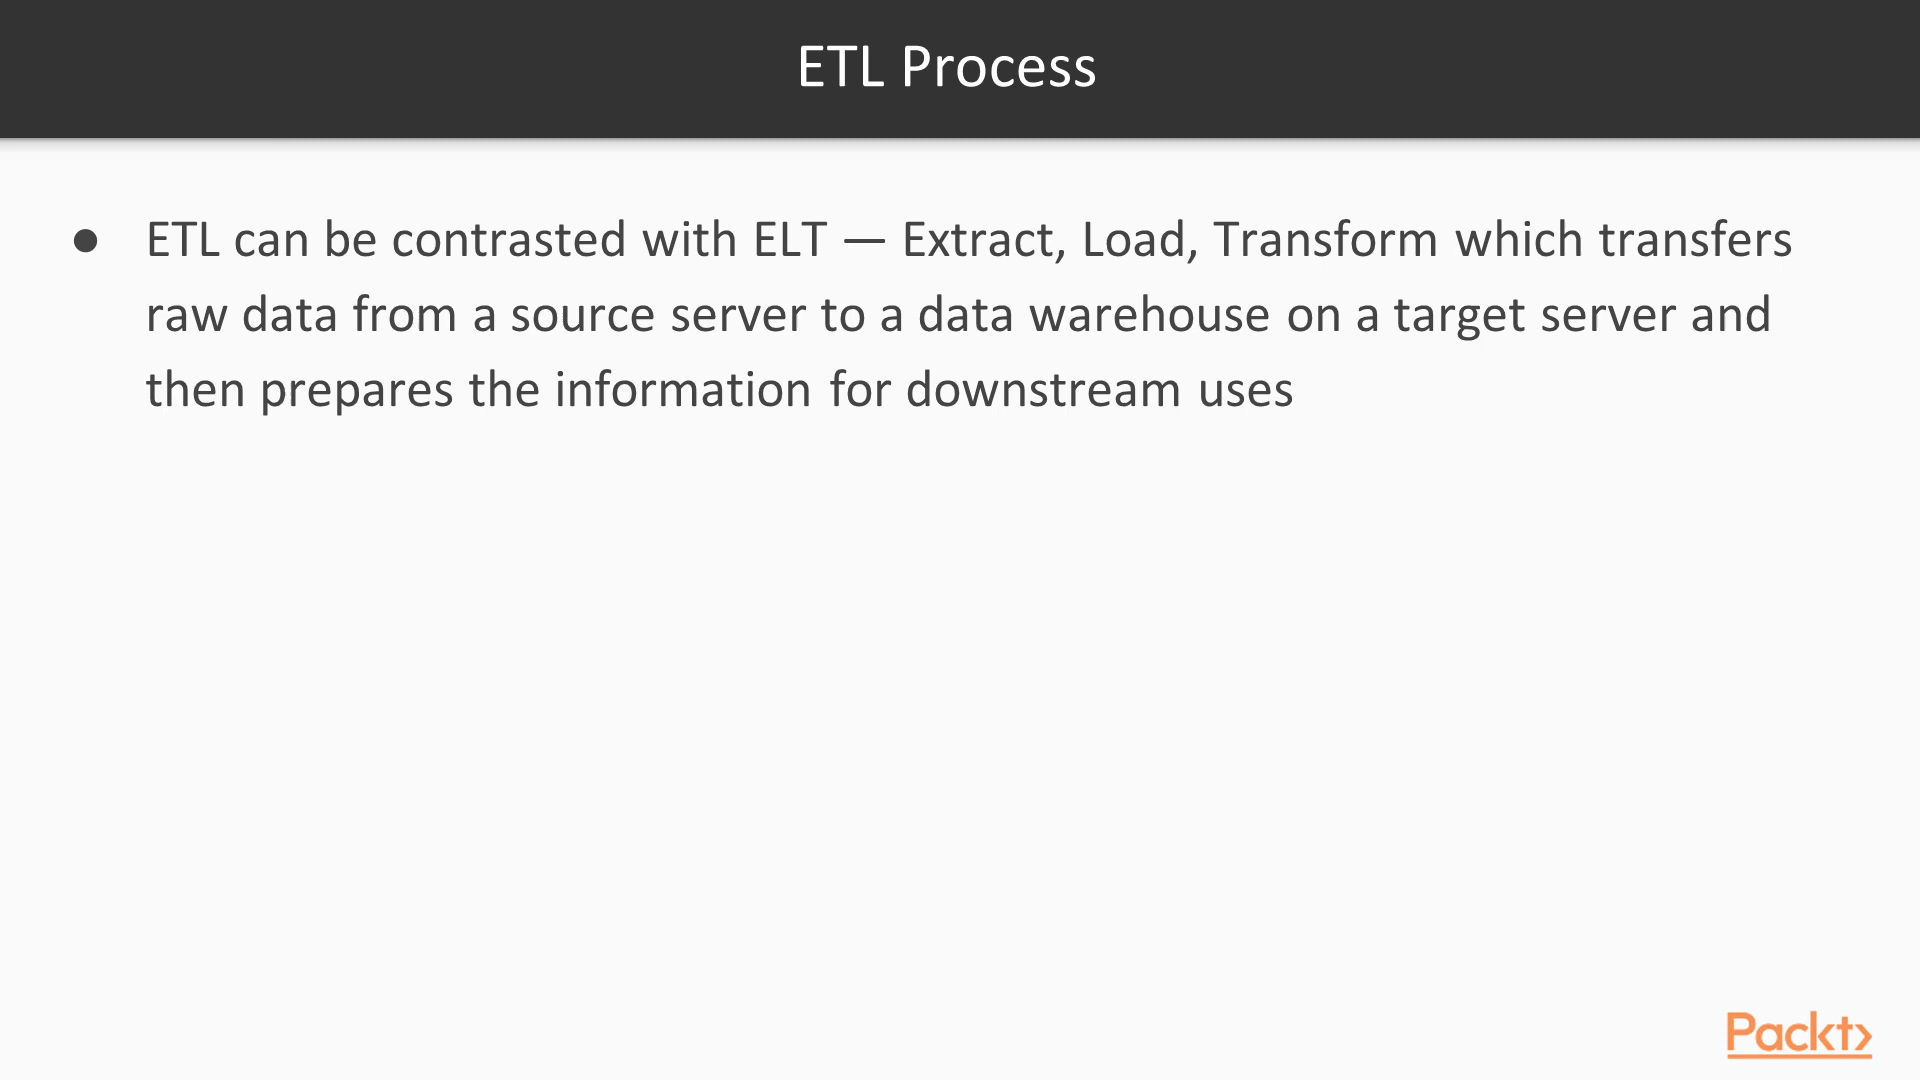 ETL Process
● ETL can be contrasted with ELT — Extract, Load, Transform which transfers
raw data from a source server to a data warehouse on a target server and
then prepares the information for downstream uses
Packt>